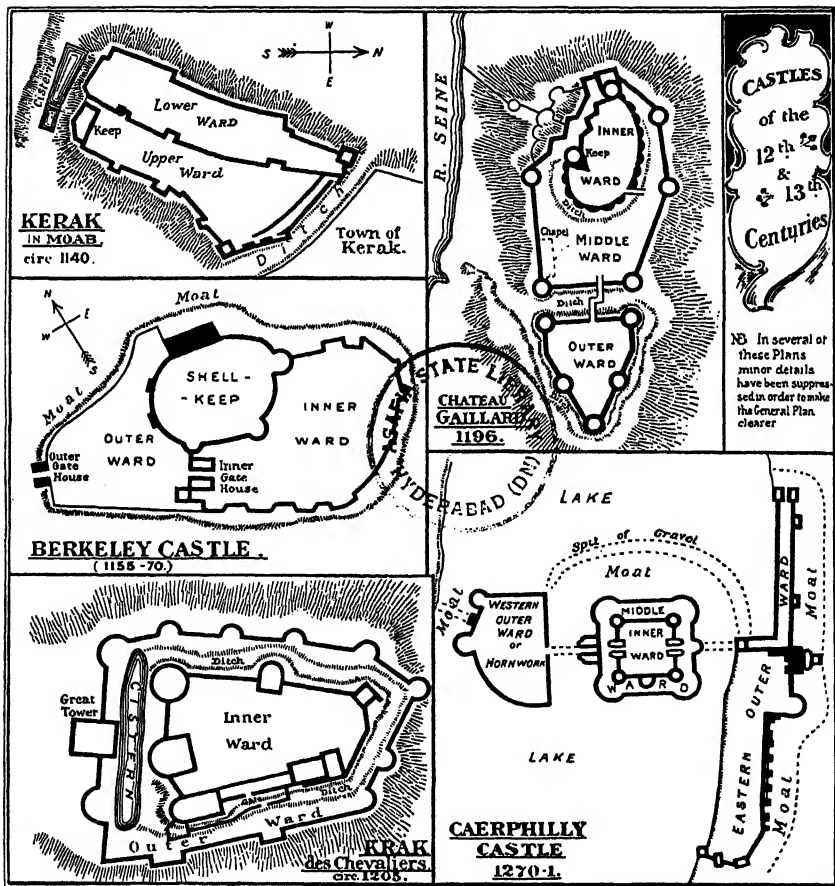 W
S
N
E
Cisterns
Lower
WARD
Keep
Upper
Ward
KERAK
IN MOAB.
circ 1140.
Ditch
Town of
Kerak.
R. SEINE
INNER
Keep
WARD
Ditch
Chapel
MIDDLE
WARD
Ditch
OUTER
WARD
CHATEAU
GAILLARD
1196.
CASTLES
of the
12th
&
13th
Centuries
NB In several of
these Plans
minor details
have been suppres-
sed in order to make
the General Plan
clearer
N
E
W
S
Moat
Moat
SHELL-
-KEEP
OUTER
WARD
INNER
WARD
Outer
Gate
House
Inner
Gate
House
BERKELEY CASTLE.
(1155-70.)
STATE LIBRARY
HYDERABAD (DN)
LAKE
Spit of Gravel
Moat
Moat
WESTERN
OUTER
WARD
or
HORNWORK
MIDDLE
INNER
WARD
WARD
WARD
Moat
EASTERN OUTER
Moat
LAKE
CAERPHILLY
CASTLE
1270-1.
Ditch
Great
Tower
CISTERN
Inner
Ward
Ditch
Outer Ward
KRAK
des Chevaliers.
circ. 1205.